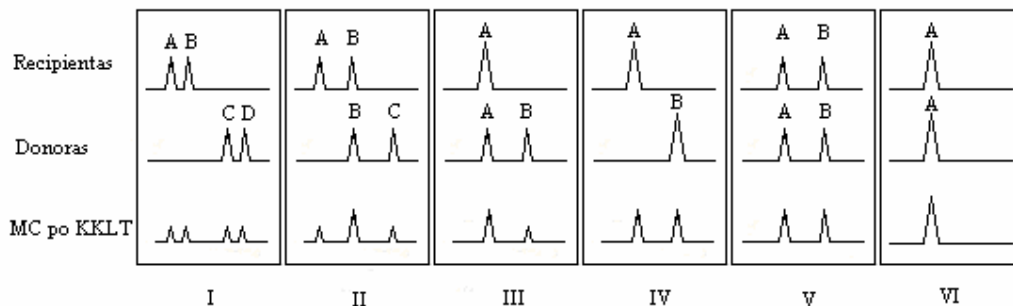 A B A B A A A B A
Recipientas
C D B C A B B A B A
Donoras
MC po KKLT
I II III IV V VI